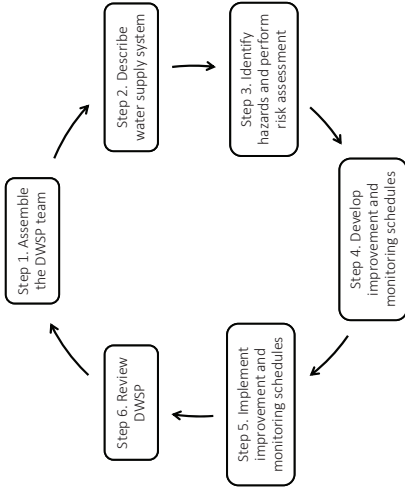 Step 1. Assemble
the DWSP team
Step 2. Describe
water supply system
Step 3. Identify
hazards and perform
risk assessment
Step 4. Develop
improvement and
monitoring schedules
Step 5. Implement
improvement and
monitoring schedules
Step 6. Review
DWSP